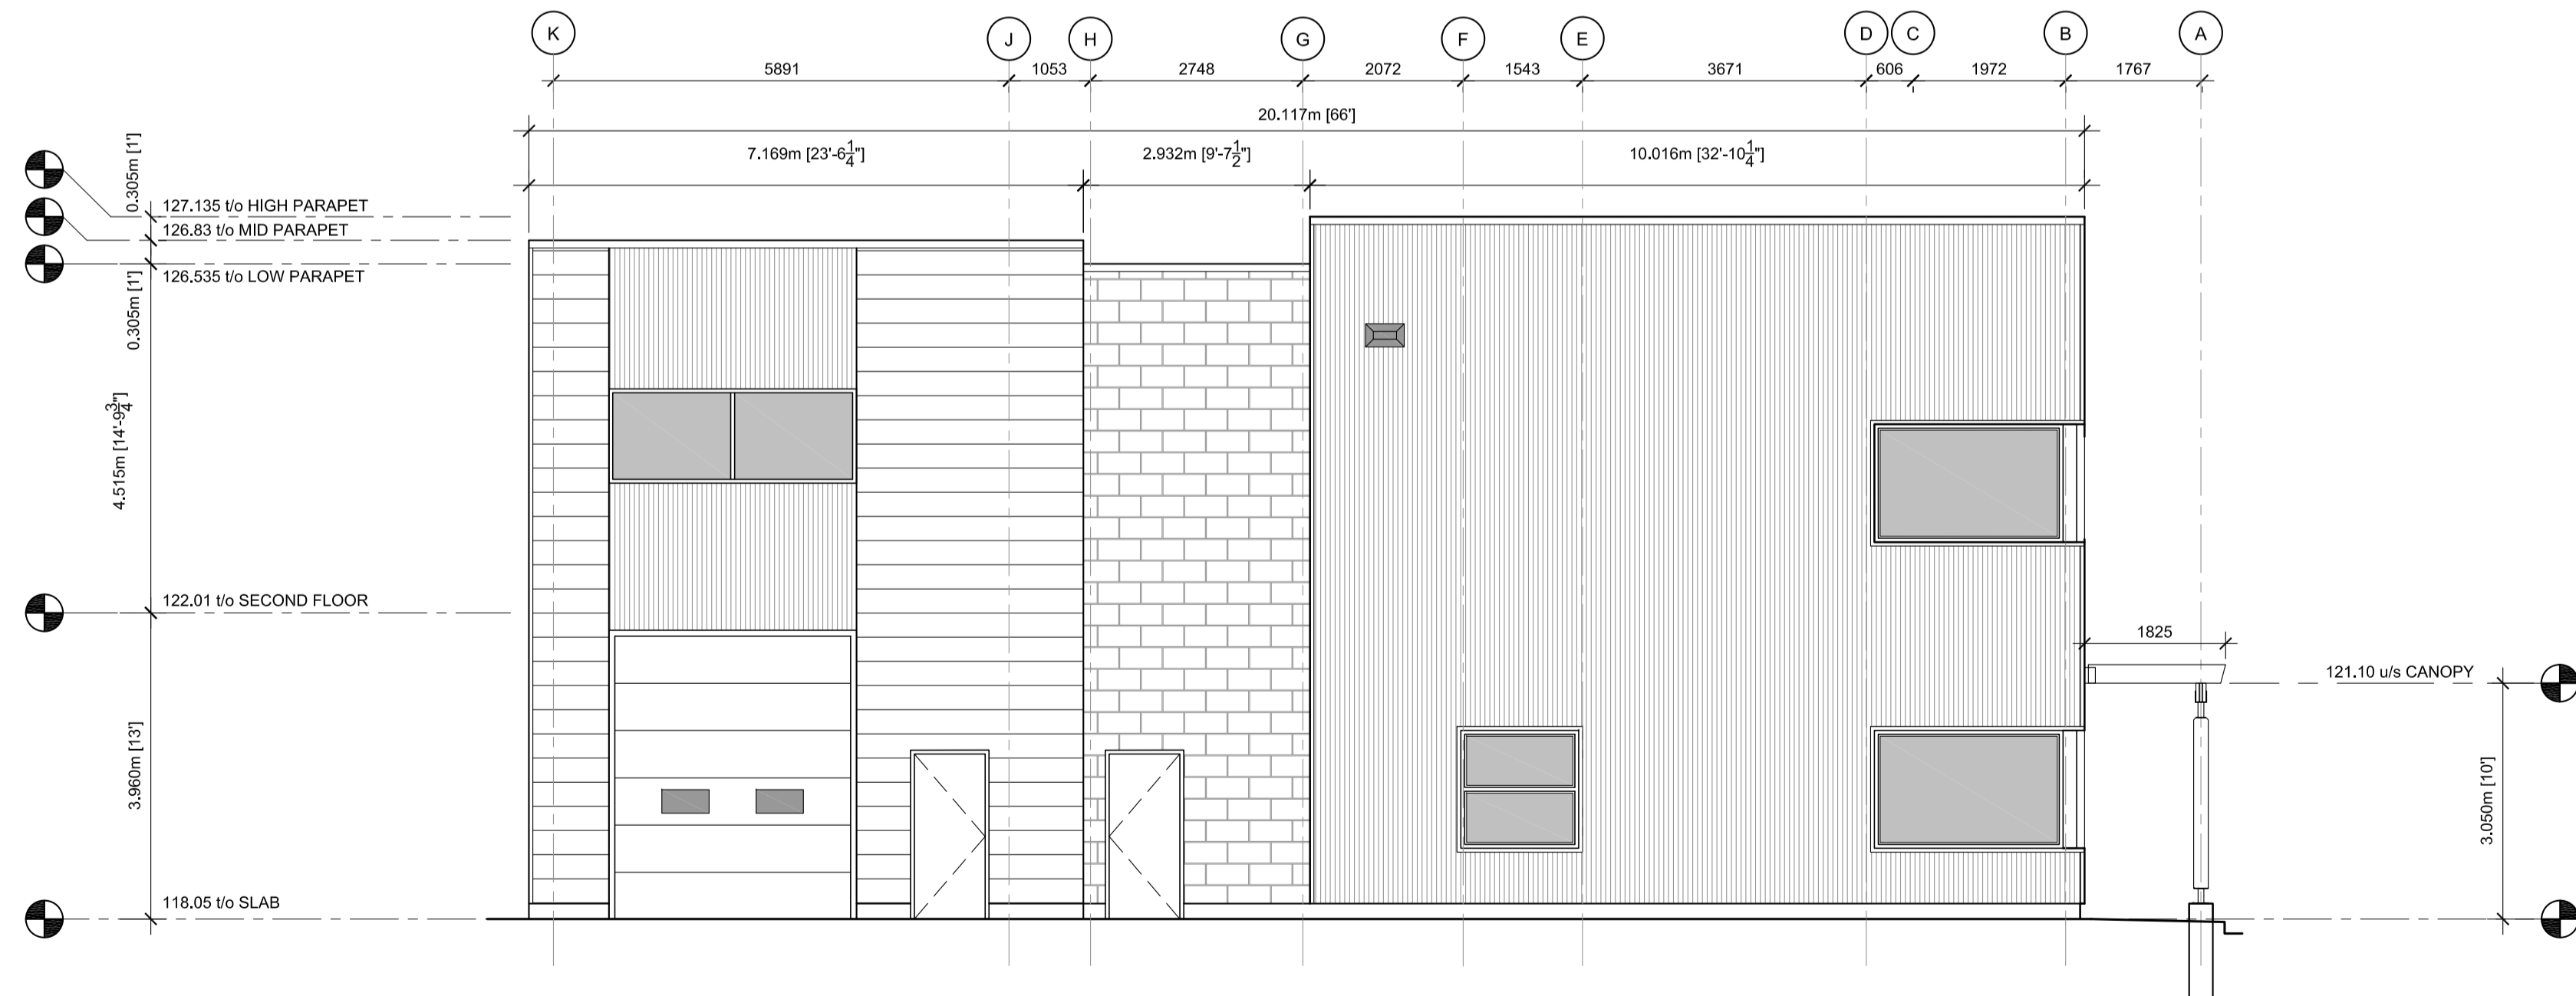 K J H G F E D C B A
5891 1053 2748 2072 1543 3671 606 1972 1767
20.117m [66']
7.169m [23'-6 1/4"] 2.932m [9'-7 1/2"] 10.016m [32'-10 1/4"]
0.305m [1']
127.135 t/o HIGH PARAPET
126.83 t/o MID PARAPET
126.535 t/o LOW PARAPET
0.305m [1']
4.515m [14'-9 3/4"]
122.01 t/o SECOND FLOOR
1825
121.10 u/s CANOPY
3.960m [13']
3.050m [10']
118.05 t/o SLAB